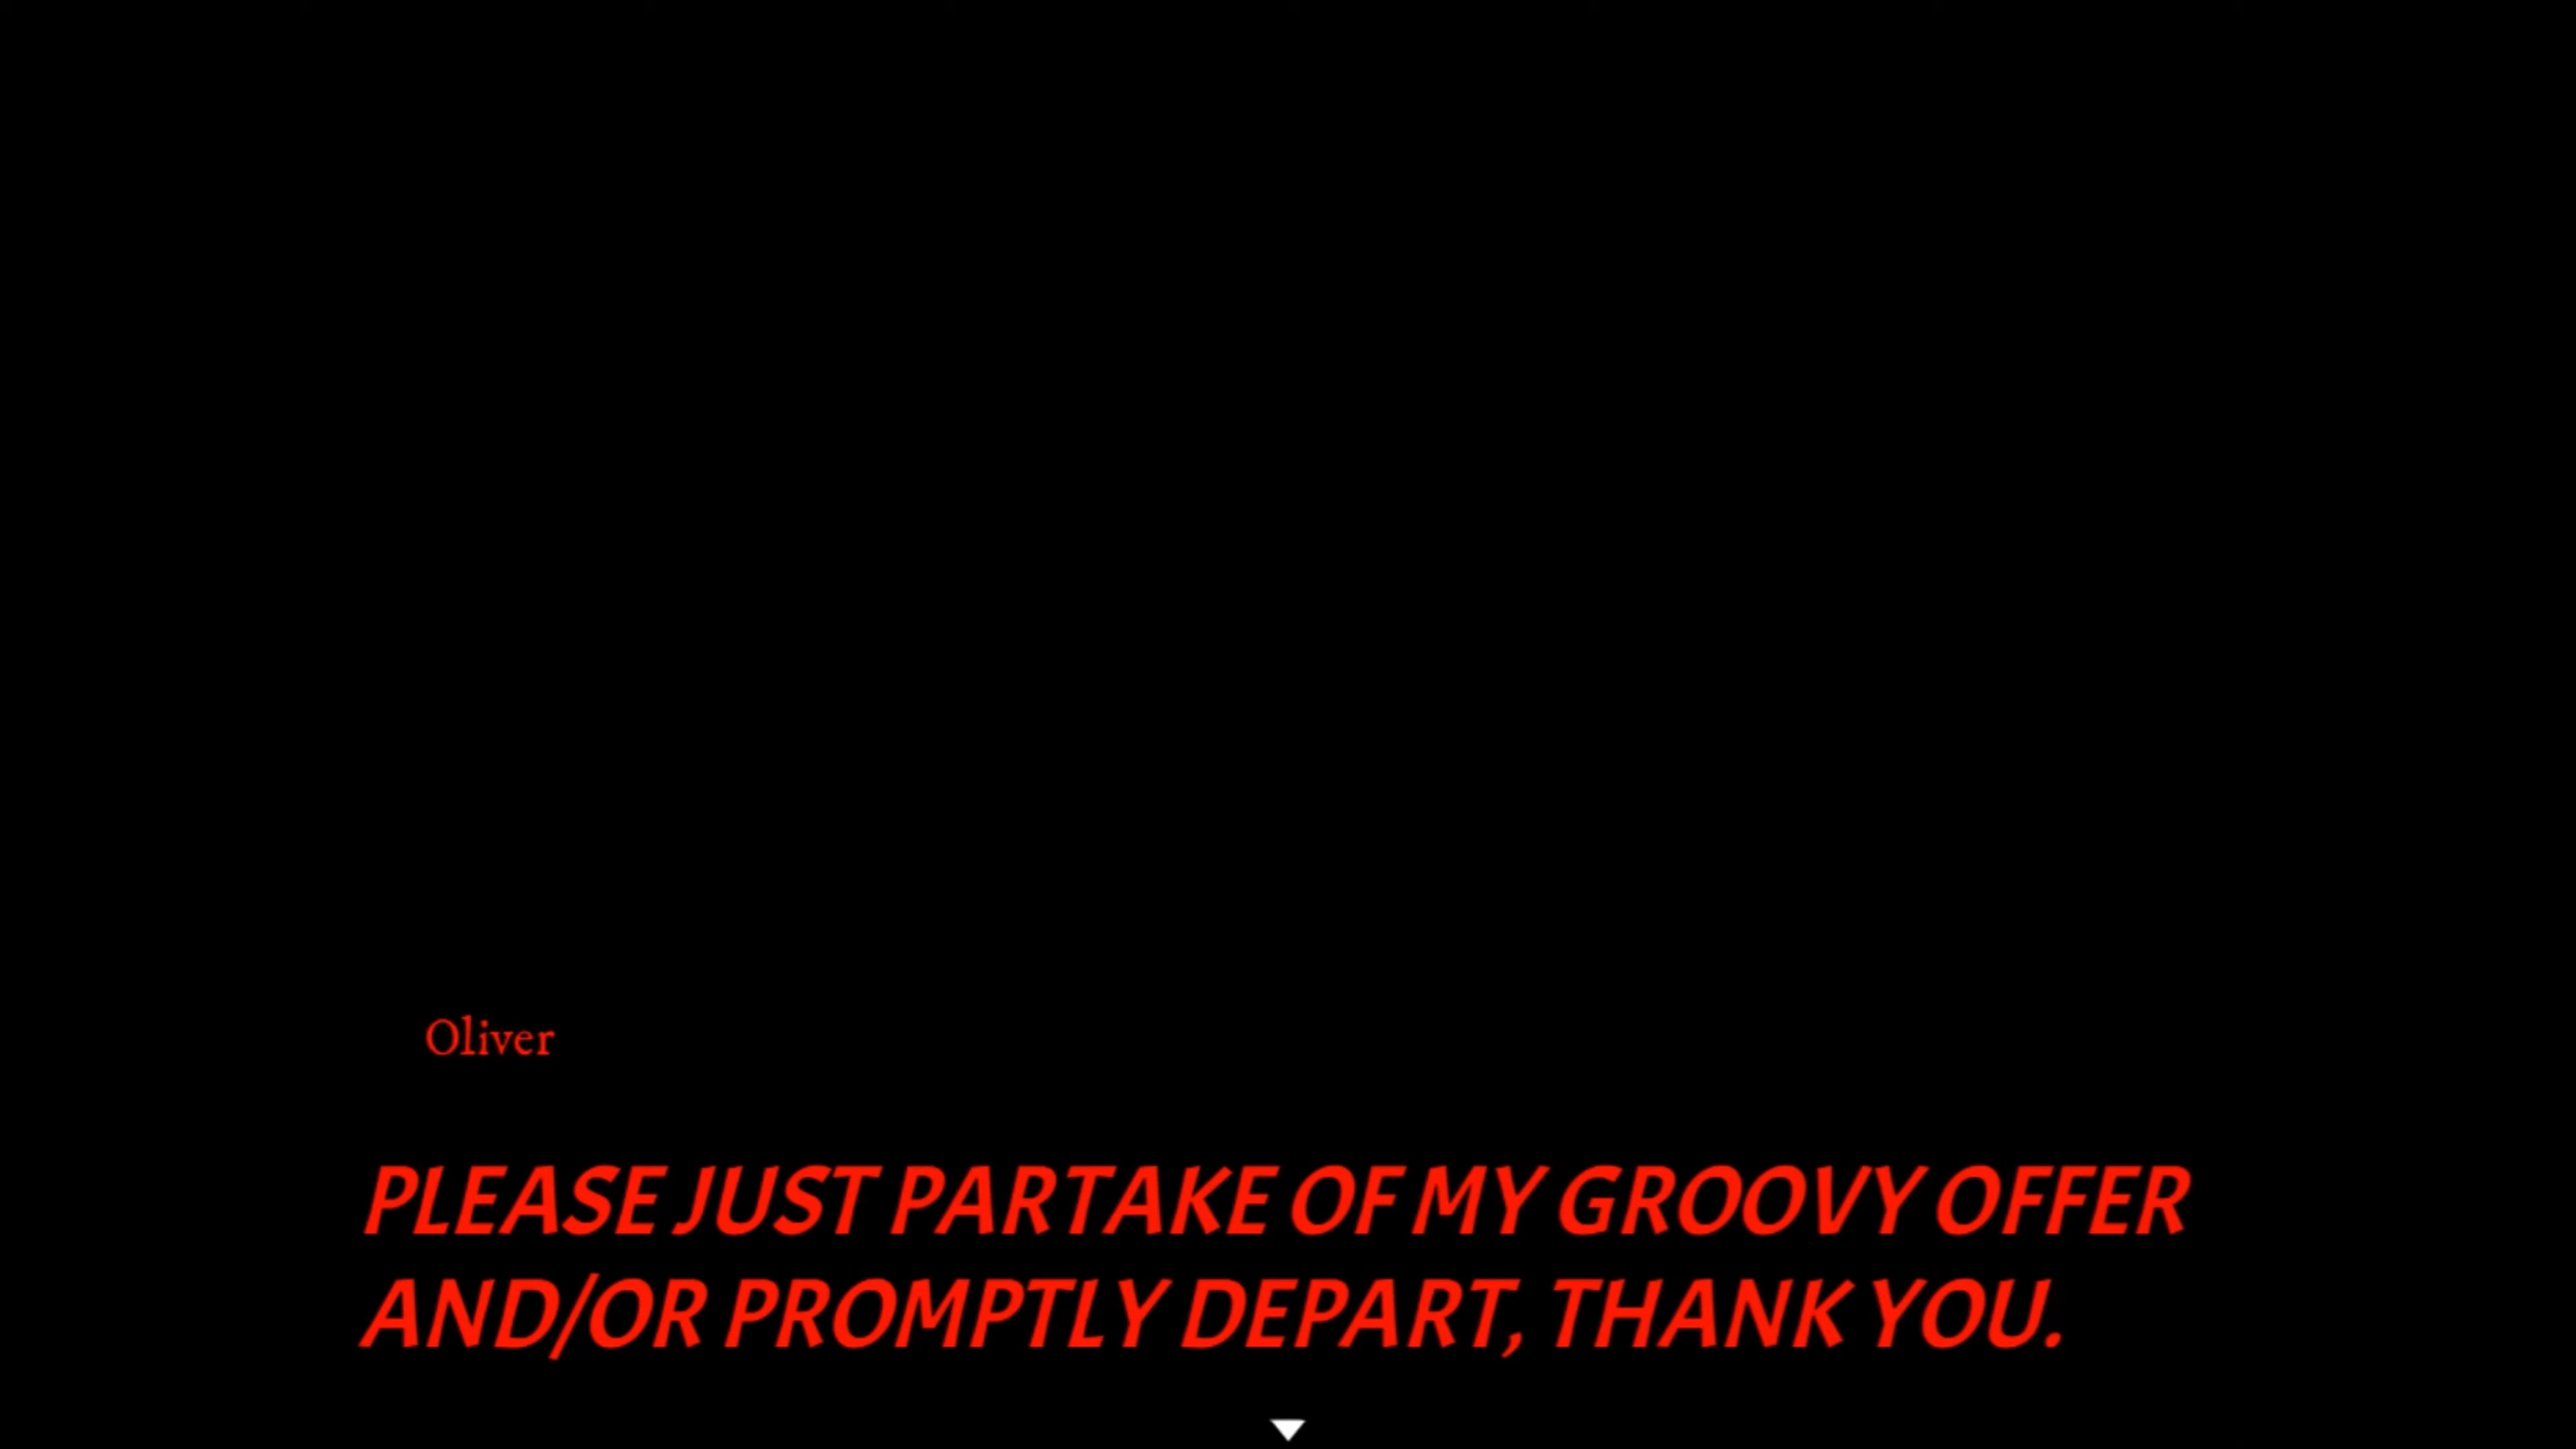 Oliver
PLEASE JUST PARTAKE OF MY GROOVY OFFER
AND/OR PROMPTLY DEPART, THANK YOU.